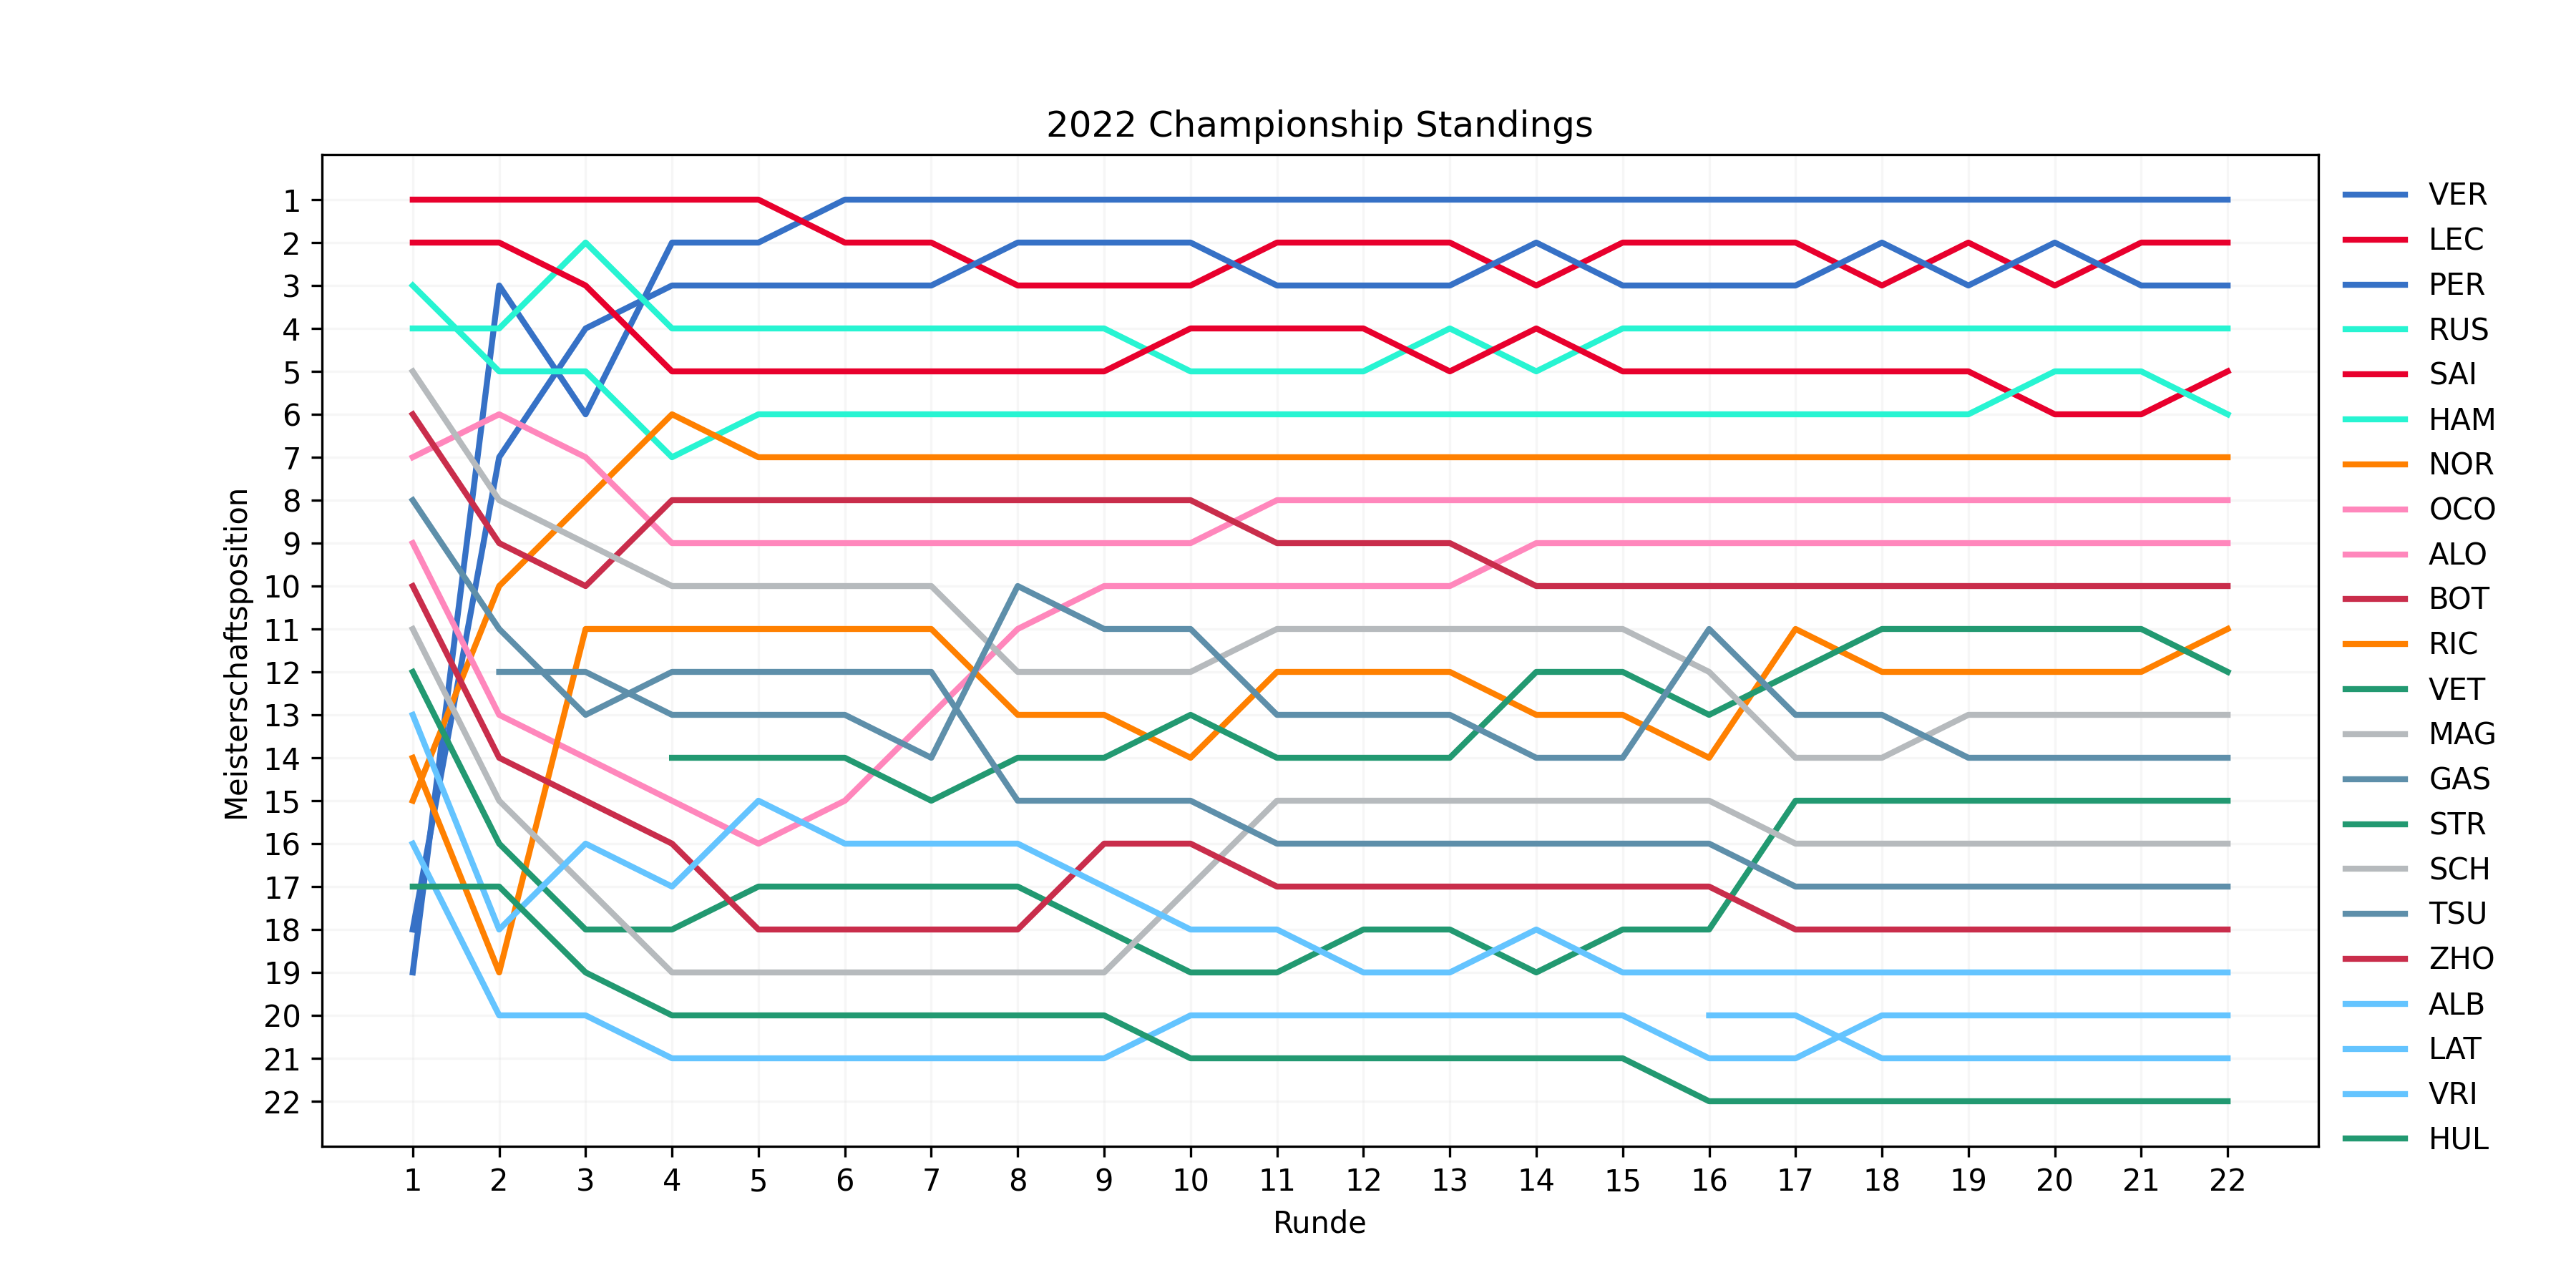 2022 Championship Standings
Meisterschaftsposition
1
2
3
4
5
6
7
8
9
10
11
12
13
14
15
16
17
18
19
20
21
22
1 2 3 4 5 6 7 8 9 10 11 12 13 14 15 16 17 18 19 20 21 22
Runde
VER
LEC
PER
RUS
SAI
HAM
NOR
OCO
ALO
BOT
RIC
VET
MAG
GAS
STR
SCH
TSU
ZHO
ALB
LAT
VRI
HUL